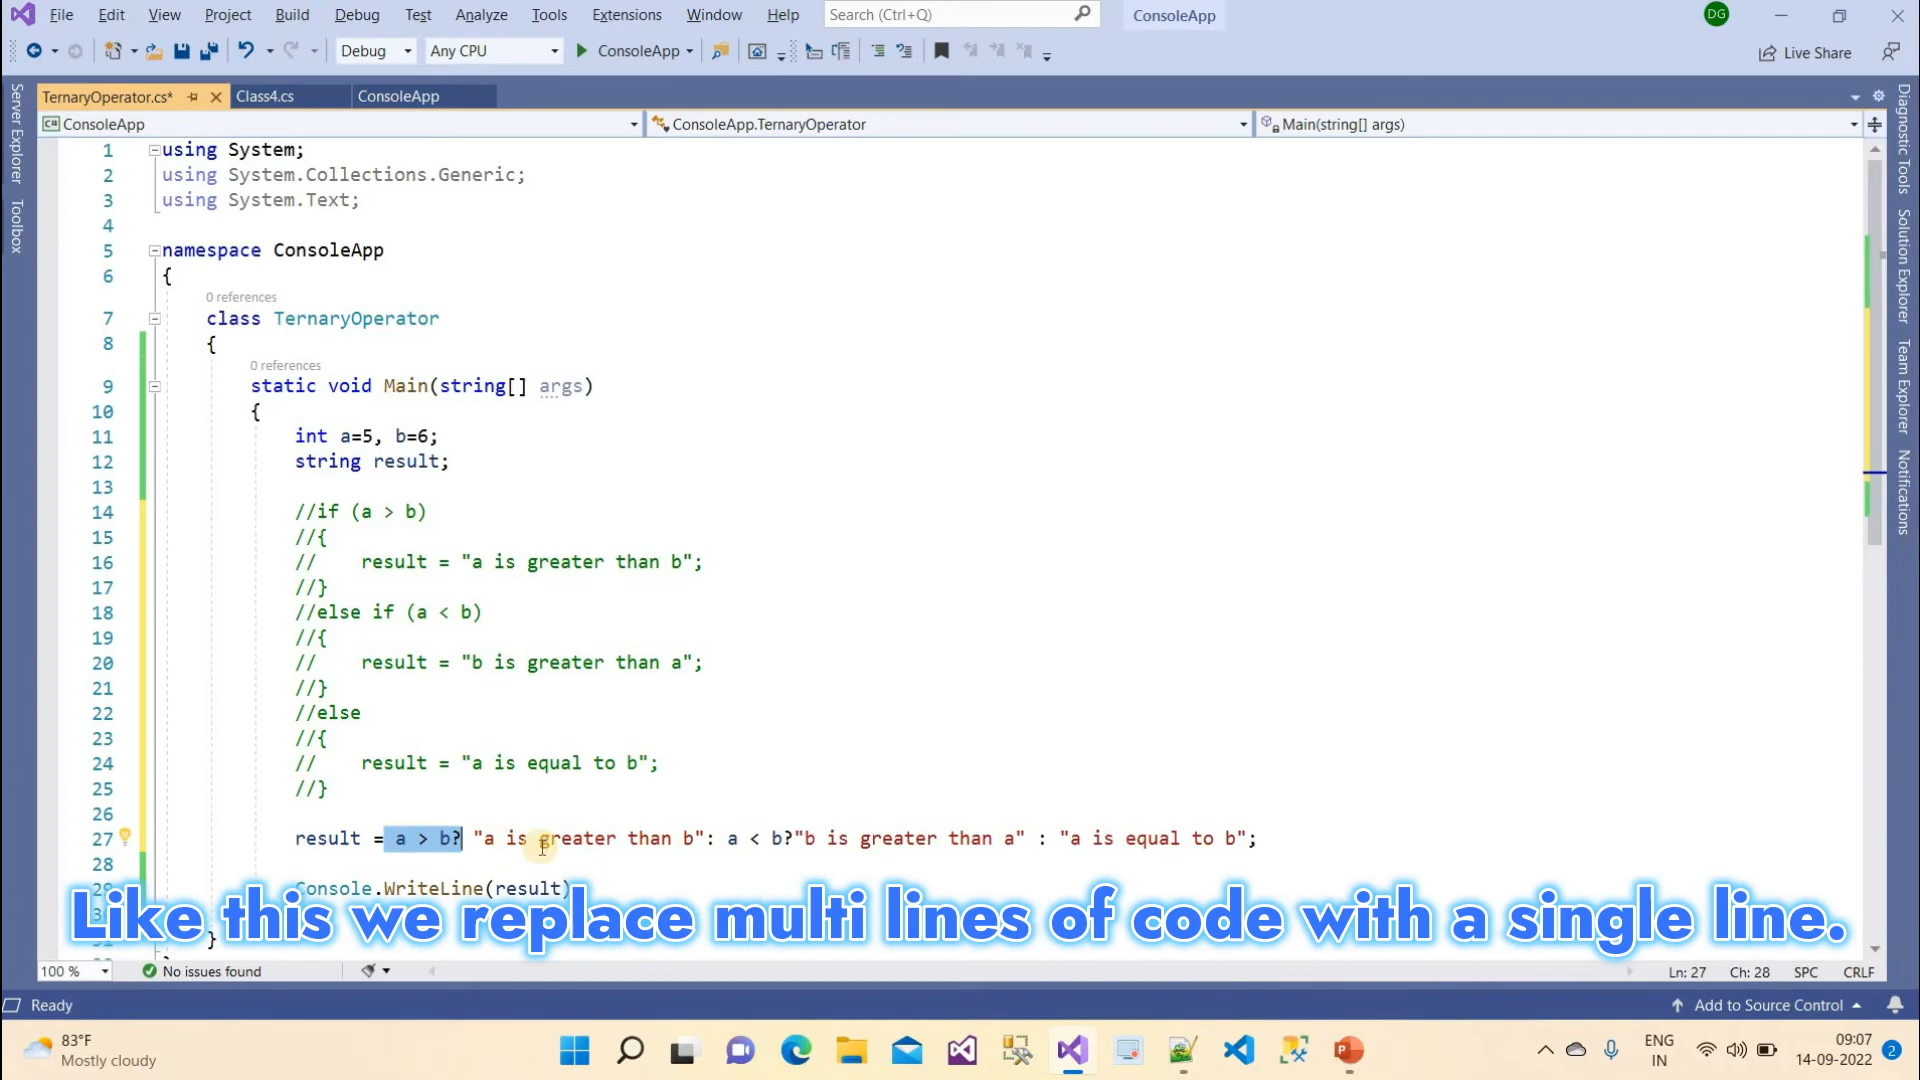 File Edit View Project Build Debug Test Analyze Tools Extensions Window Help Search (Ctrl+Q) ConsoleApp DG
Debug Any CPU ConsoleApp Live Share
TernaryOperator.cs* Class4.cs ConsoleApp
ConsoleApp ConsoleApp.TernaryOperator Main(string[] args)
Server Explorer
Toolbox
Diagnostic Tools
Solution Explorer
Team Explorer
Notifications
1 using System;
2 using System.Collections.Generic;
3 using System.Text;
4
5 namespace ConsoleApp
6 {
0 references
7 class TernaryOperator
8 {
0 references
9 static void Main(string[] args)
10 {
11 int a=5, b=6;
12 string result;
13
14 //if (a > b)
15 //{
16 // result = "a is greater than b";
17 //}
18 //else if (a < b)
19 //{
20 // result = "b is greater than a";
21 //}
22 //else
23 //{
24 // result = "a is equal to b";
25 //}
26
27 result = a > b? "a is greater than b": a < b?"b is greater than a" : "a is equal to b";
28
29 Console.WriteLine(result)
Like this we replace multi lines of code with a single line.
}
100 % No issues found Ln: 27 Ch: 28 SPC CRLF
Ready Add to Source Control
83°F
Mostly cloudy
ENG
IN
09:07
14-09-2022
2